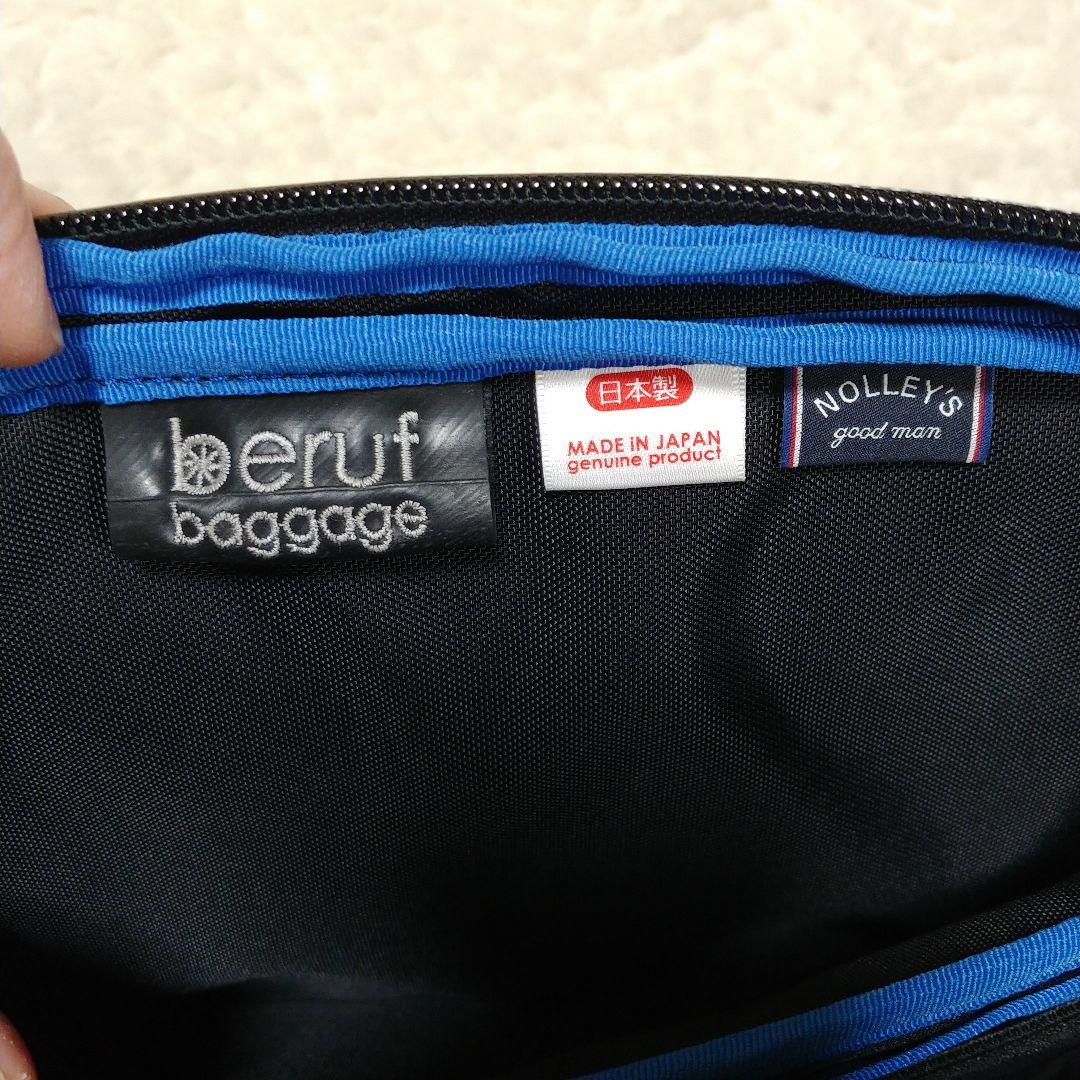 beruf
baggage
日本製
MADE IN JAPAN
genuine product
NOLLEY'S
good man